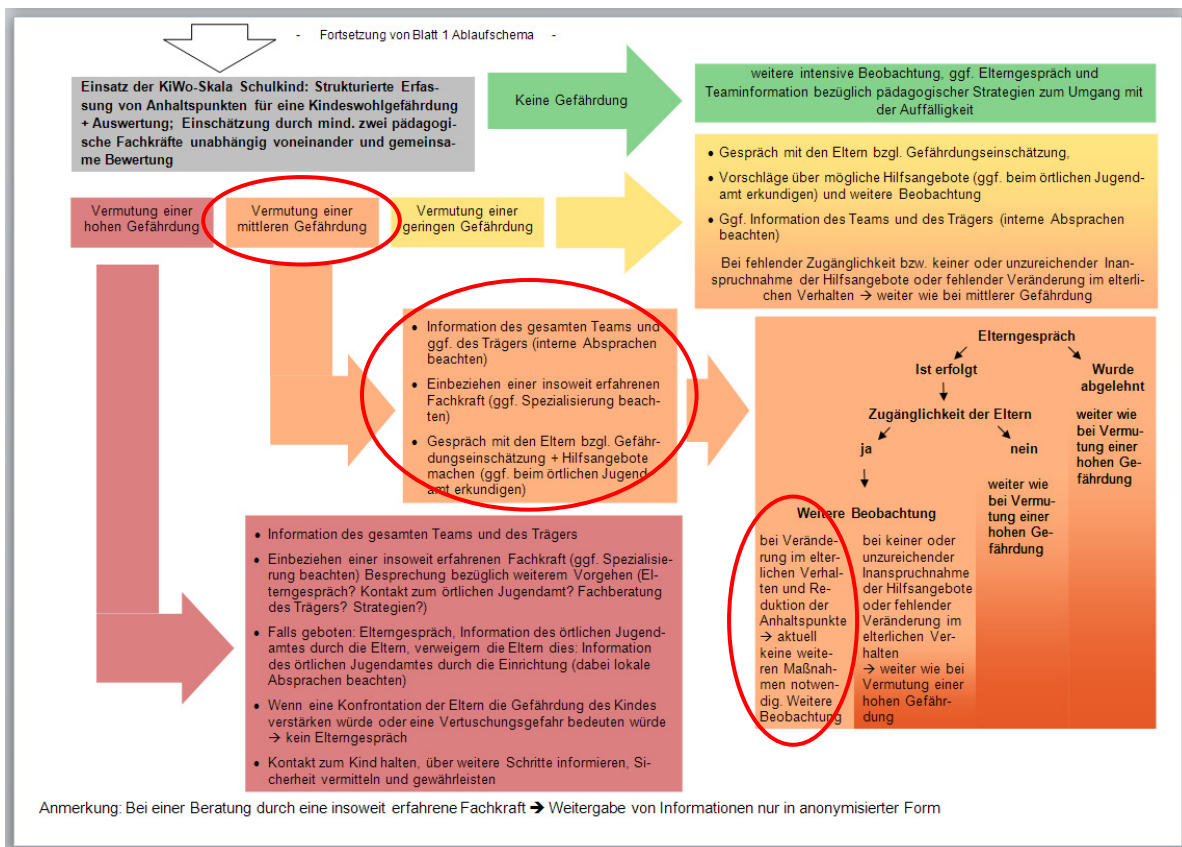 - Fortsetzung von Blatt 1 Ablaufschema -
Einsatz der KiWo-Skala Schulkind: Strukturierte Erfas-
sung von Anhaltspunkten für eine Kindeswohlgefährdung
+ Auswertung; Einschätzung durch mind. zwei pädagogi-
sche Fachkräfte unabhängig voneinander und gemeinsa-
me Bewertung
Keine Gefährdung
weitere intensive Beobachtung, ggf. Elterngespräch und
Teaminformation bezüglich pädagogischer Strategien zum Umgang mit
der Auffälligkeit
Vermutung einer
hohen Gefährdung
Vermutung einer
mittleren Gefährdung
Vermutung einer
geringen Gefährdung
• Gespräch mit den Eltern bzgl. Gefährdungseinschätzung,
• Vorschläge über mögliche Hilfsangebote (ggf. beim örtlichen Jugend-
amt erkundigen) und weitere Beobachtung
• Ggf. Information des Teams und des Trägers (interne Absprachen
beachten)
Bei fehlender Zugänglichkeit bzw. keiner oder unzureichender Inan-
spruchnahme der Hilfsangebote oder fehlender Veränderung im elterli-
chen Verhalten → weiter wie bei mittlerer Gefährdung
• Information des gesamten Teams und
ggf. des Trägers (interne Absprachen
beachten)
• Einbeziehen einer insoweit erfahrenen
Fachkraft (ggf. Spezialisierung beach-
ten)
• Gespräch mit den Eltern bzgl. Gefähr-
dungseinschätzung + Hilfsangebote
machen (ggf. beim örtlichen Jugend-
amt erkundigen)
Elterngespräch
Ist erfolgt
Wurde
abgelehnt
Zugänglichkeit der Eltern
weiter wie
bei Vermu-
tung einer
hohen Ge-
fährdung
ja
nein
weiter wie
bei Vermu-
tung einer
hohen Ge-
fährdung
Weitere Beobachtung
bei Verände-
rung im elter-
lichen Verhal-
ten und Re-
duktion der
Anhaltspunkte
→ aktuell
keine weite-
ren Maßnah-
men notwen-
dig. Weitere
Beobachtung
bei keiner oder
unzureichender
Inanspruchnahme
der Hilfsangebote
oder fehlender
Veränderung im
elterlichen Ver-
halten
→ weiter wie bei
Vermutung einer
hohen Gefähr-
dung
• Information des gesamten Teams und des Trägers
• Einbeziehen einer insoweit erfahrenen Fachkraft (ggf. Spezialisie-
rung beachten) Besprechung bezüglich weiterem Vorgehen (El-
terngespräch? Kontakt zum örtlichen Jugendamt? Fachberatung
des Trägers? Strategien?)
• Falls geboten: Elterngespräch, Information des örtlichen Jugend-
amtes durch die Eltern, verweigern die Eltern dies: Information
des örtlichen Jugendamtes durch die Einrichtung (dabei lokale
Absprachen beachten)
• Wenn eine Konfrontation der Eltern die Gefährdung des Kindes
verstärken würde oder eine Vertuschungsgefahr bedeuten würde
→ kein Elterngespräch
• Kontakt zum Kind halten, über weitere Schritte informieren, Si-
cherheit vermitteln und gewährleisten
Anmerkung: Bei einer Beratung durch eine insoweit erfahrene Fachkraft ➔ Weitergabe von Informationen nur in anonymisierter Form